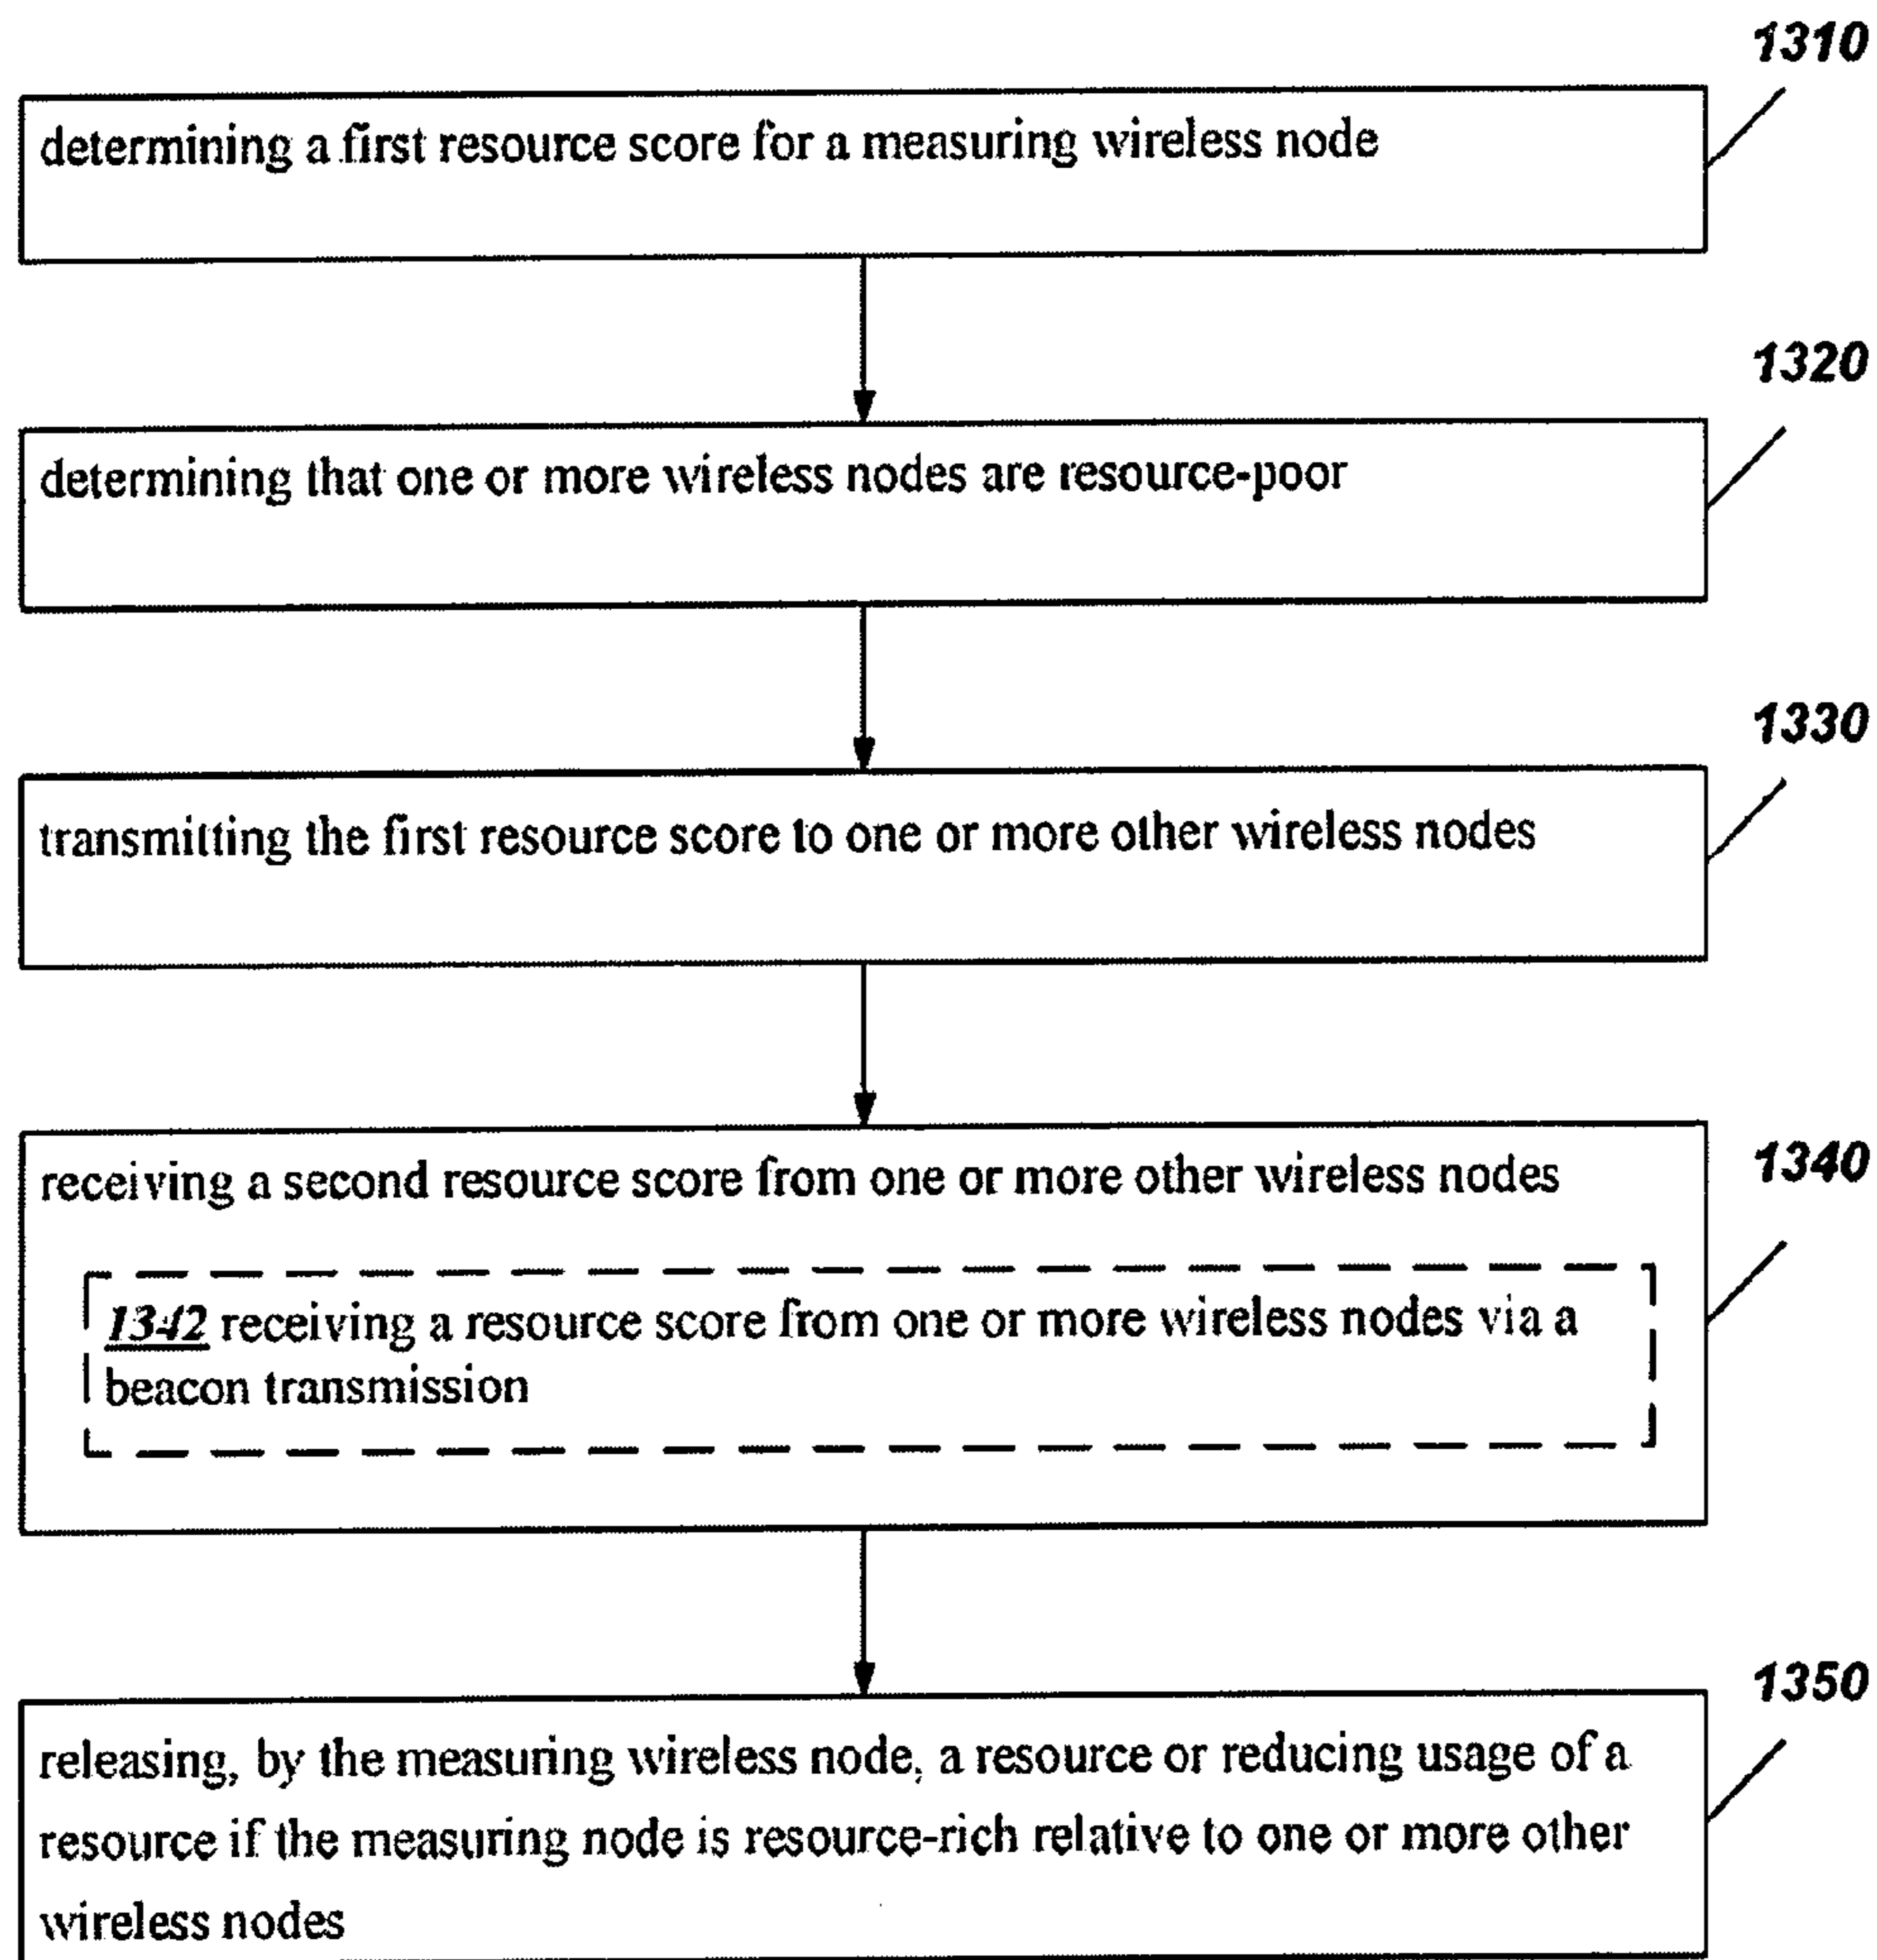 1310
determining a first resource score for a measuring wireless node
1320
determining that one or more wireless nodes are resource-poor
1330
transmitting the first resource score to one or more other wireless nodes
1340
receiving a second resource score from one or more other wireless nodes
1342 receiving a resource score from one or more wireless nodes via a
beacon transmission
1350
releasing, by the measuring wireless node, a resource or reducing usage of a
resource if the measuring node is resource-rich relative to one or more other
wireless nodes